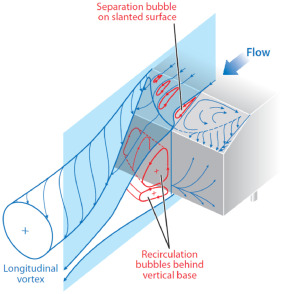 Separation bubble
on slanted surface
Flow
Longitudinal
vortex
Recirculation
bubbles behind
vertical base